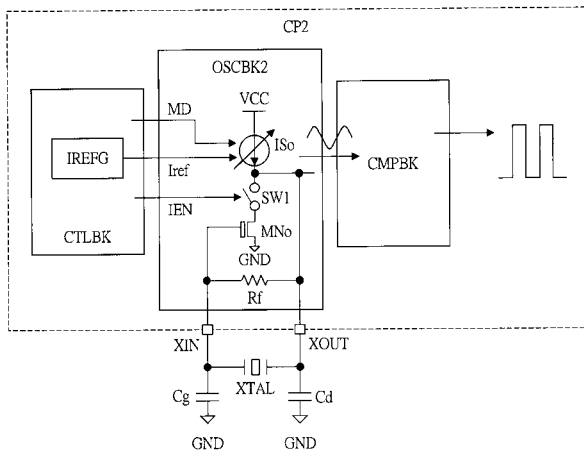 CP2
OSCBK2
MD
VCC
ISo
IREFG
Iref
CMPBK
SW1
IEN
MNo
CTLBK
GND
Rf
XIN
XOUT
XTAL
Cg
Cd
GND
GND